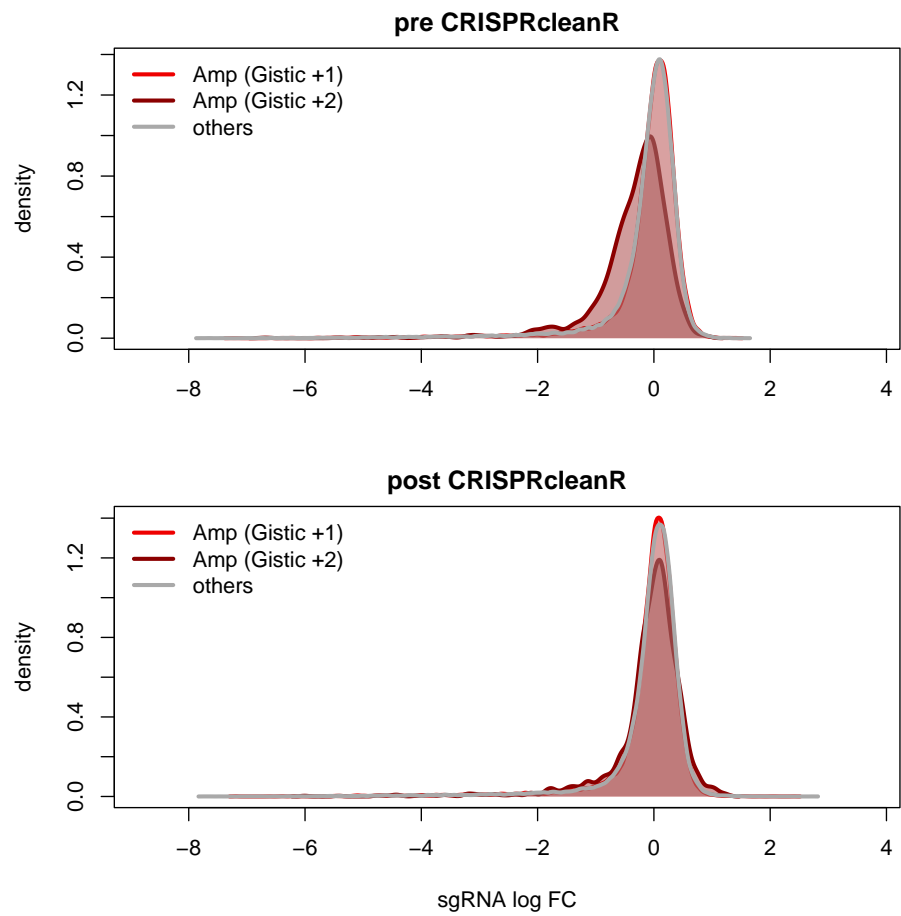 pre CRISPRcleanR
Amp (Gistic +1)
Amp (Gistic +2)
others
density
0.0 0.4 0.8 1.2
−8 −6 −4 −2 0 2 4
post CRISPRcleanR
Amp (Gistic +1)
Amp (Gistic +2)
others
density
0.0 0.4 0.8 1.2
−8 −6 −4 −2 0 2 4
sgRNA log FC